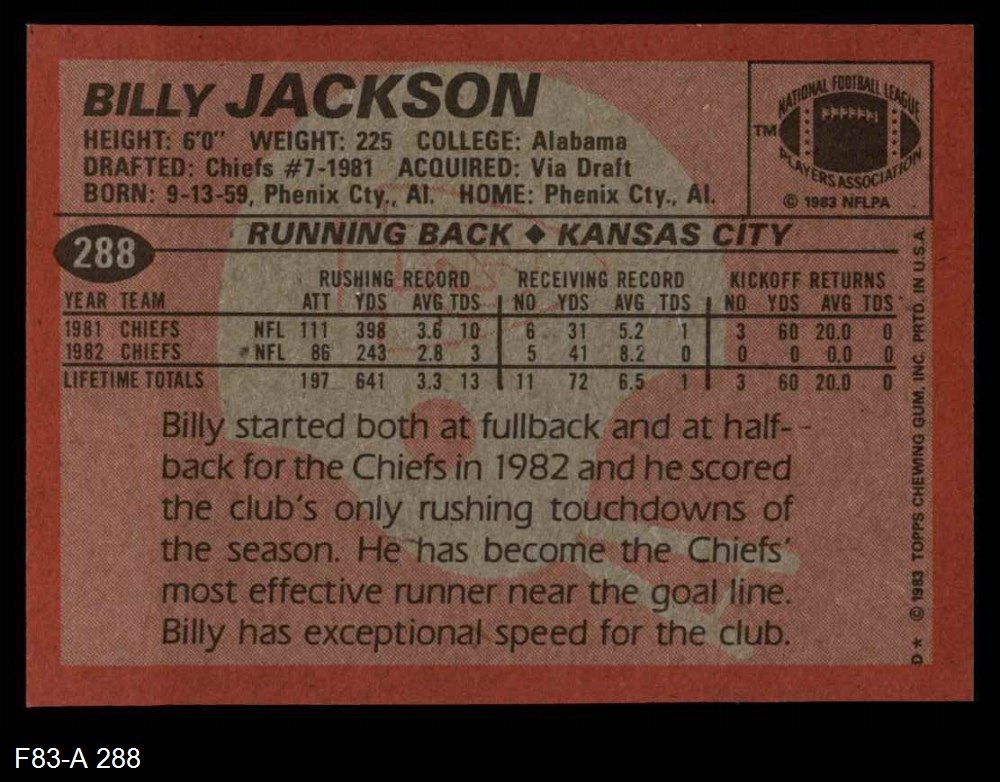 BILLY JACKSON
HEIGHT: 6'0" WEIGHT: 225 COLLEGE: Alabama
DRAFTED: Chiefs #7-1981 ACQUIRED: Via Draft
BORN: 9-13-59, Phenix Cty., Al. HOME: Phenix Cty., Al.
NATIONAL FOOTBALL LEAGUE
TM
PLAYERS ASSOCIATION
© 1983 NFLPA
288
RUNNING BACK ◆ KANSAS CITY
RUSHING RECORD RECEIVING RECORD KICKOFF RETURNS
YEAR TEAM ATT YDS AVG TDS NO YDS AVG TDS NO YDS AVG TDS
1981 CHIEFS NFL 111 398 3.6 10 6 31 5.2 1 3 60 20.0 0
1982 CHIEFS NFL 86 243 2.8 3 5 41 8.2 0 0 0 0.0 0
LIFETIME TOTALS 197 641 3.3 13 11 72 6.5 1 3 60 20.0 0
Billy started both at fullback and at half-
back for the Chiefs in 1982 and he scored
the club's only rushing touchdowns of
the season. He has become the Chiefs'
most effective runner near the goal line.
Billy has exceptional speed for the club.
D* © 1983 TOPPS CHEWING GUM, INC. PRTD. IN U.S.A.
F83-A 288